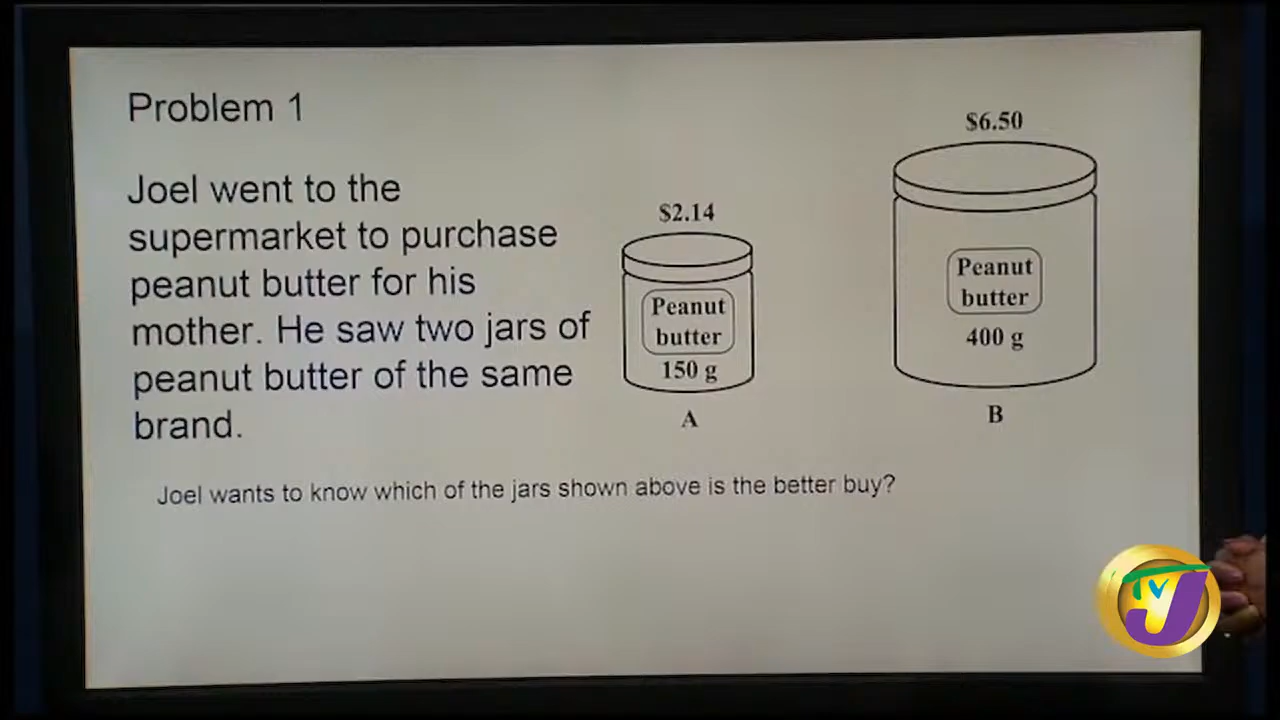 Problem 1
Joel went to the
supermarket to purchase
peanut butter for his
mother. He saw two jars of
peanut butter of the same
brand.
$2.14
Peanut
butter
150 g
A
$6.50
Peanut
butter
400 g
B
Joel wants to know which of the jars shown above is the better buy?
TVJ